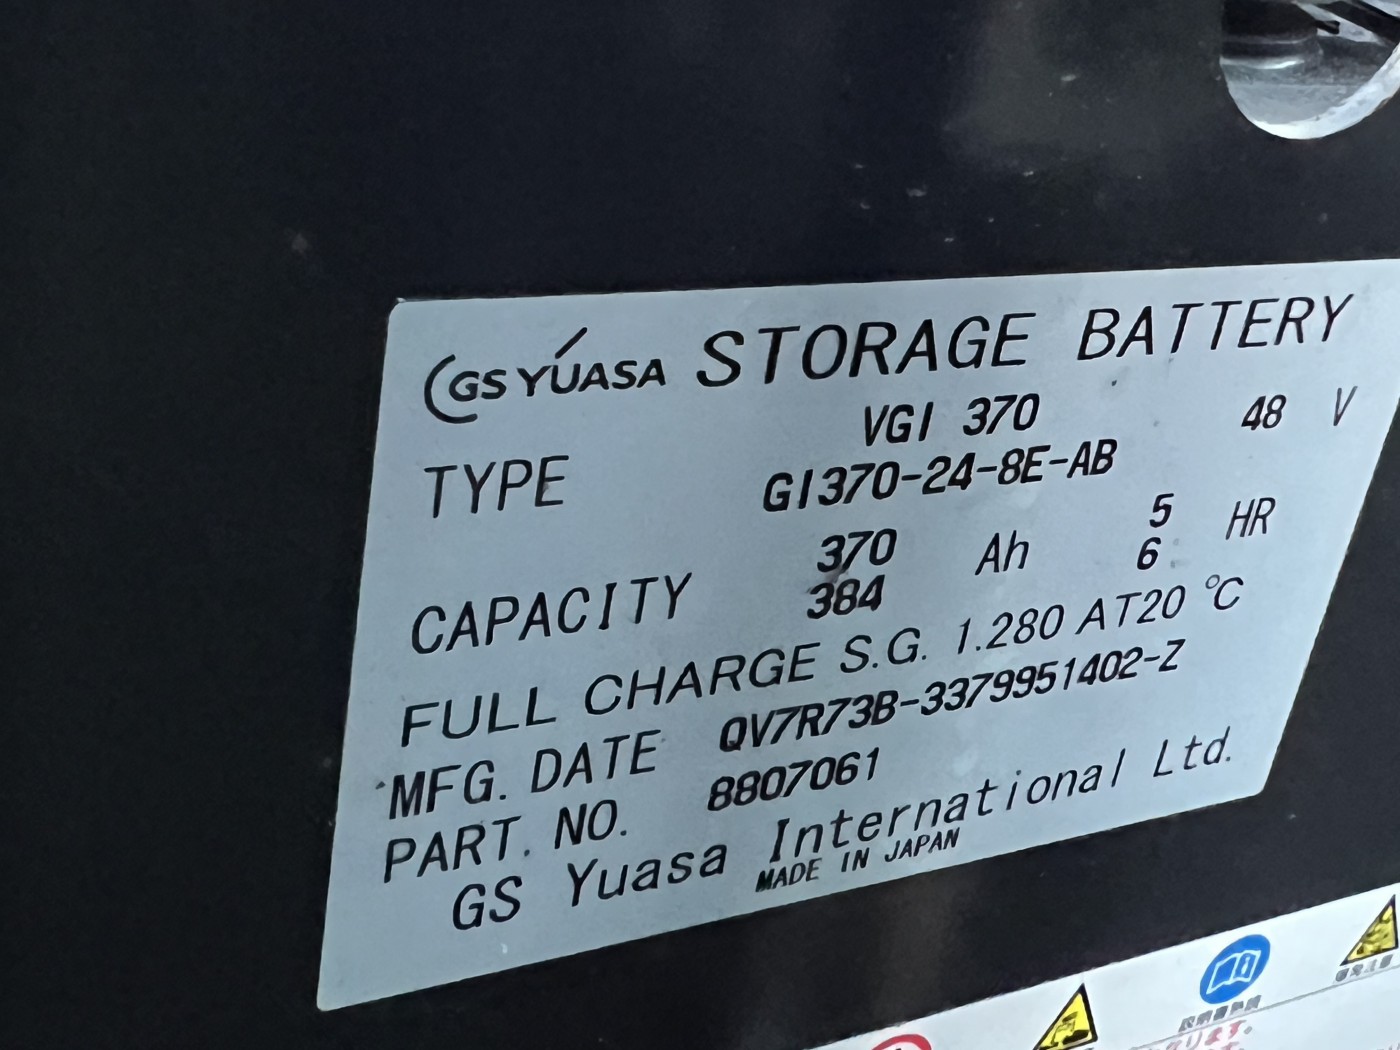 GS YUASA STORAGE BATTERY
VGI 370 48 V
TYPE GI370-24-8E-AB
370 Ah 5 HR
CAPACITY 384 6
FULL CHARGE S.G. 1.280 AT20 ℃
MFG. DATE QV7R73B-3379951402-Z
PART. NO. 8807061
GS Yuasa International Ltd.
MADE IN JAPAN